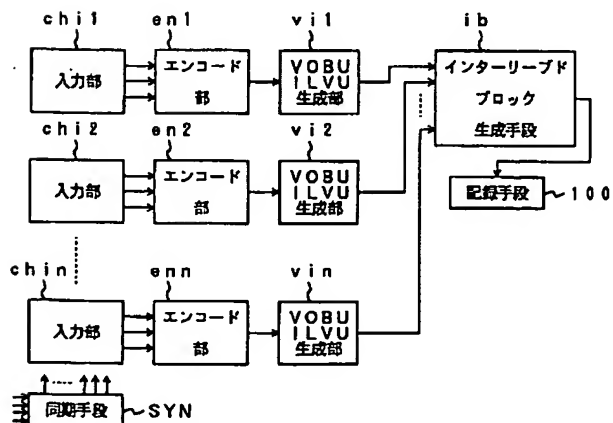 chi1 en1 vi1 ib
入力部
エンコード
部
VOBU
ILVU
生成部
インターリーブド
ブロック
生成手段
chi2 en2 vi2
入力部
エンコード
部
VOBU
ILVU
生成部
記録手段 100
chin enn vin
入力部
エンコード
部
VOBU
ILVU
生成部
同期手段 SYN